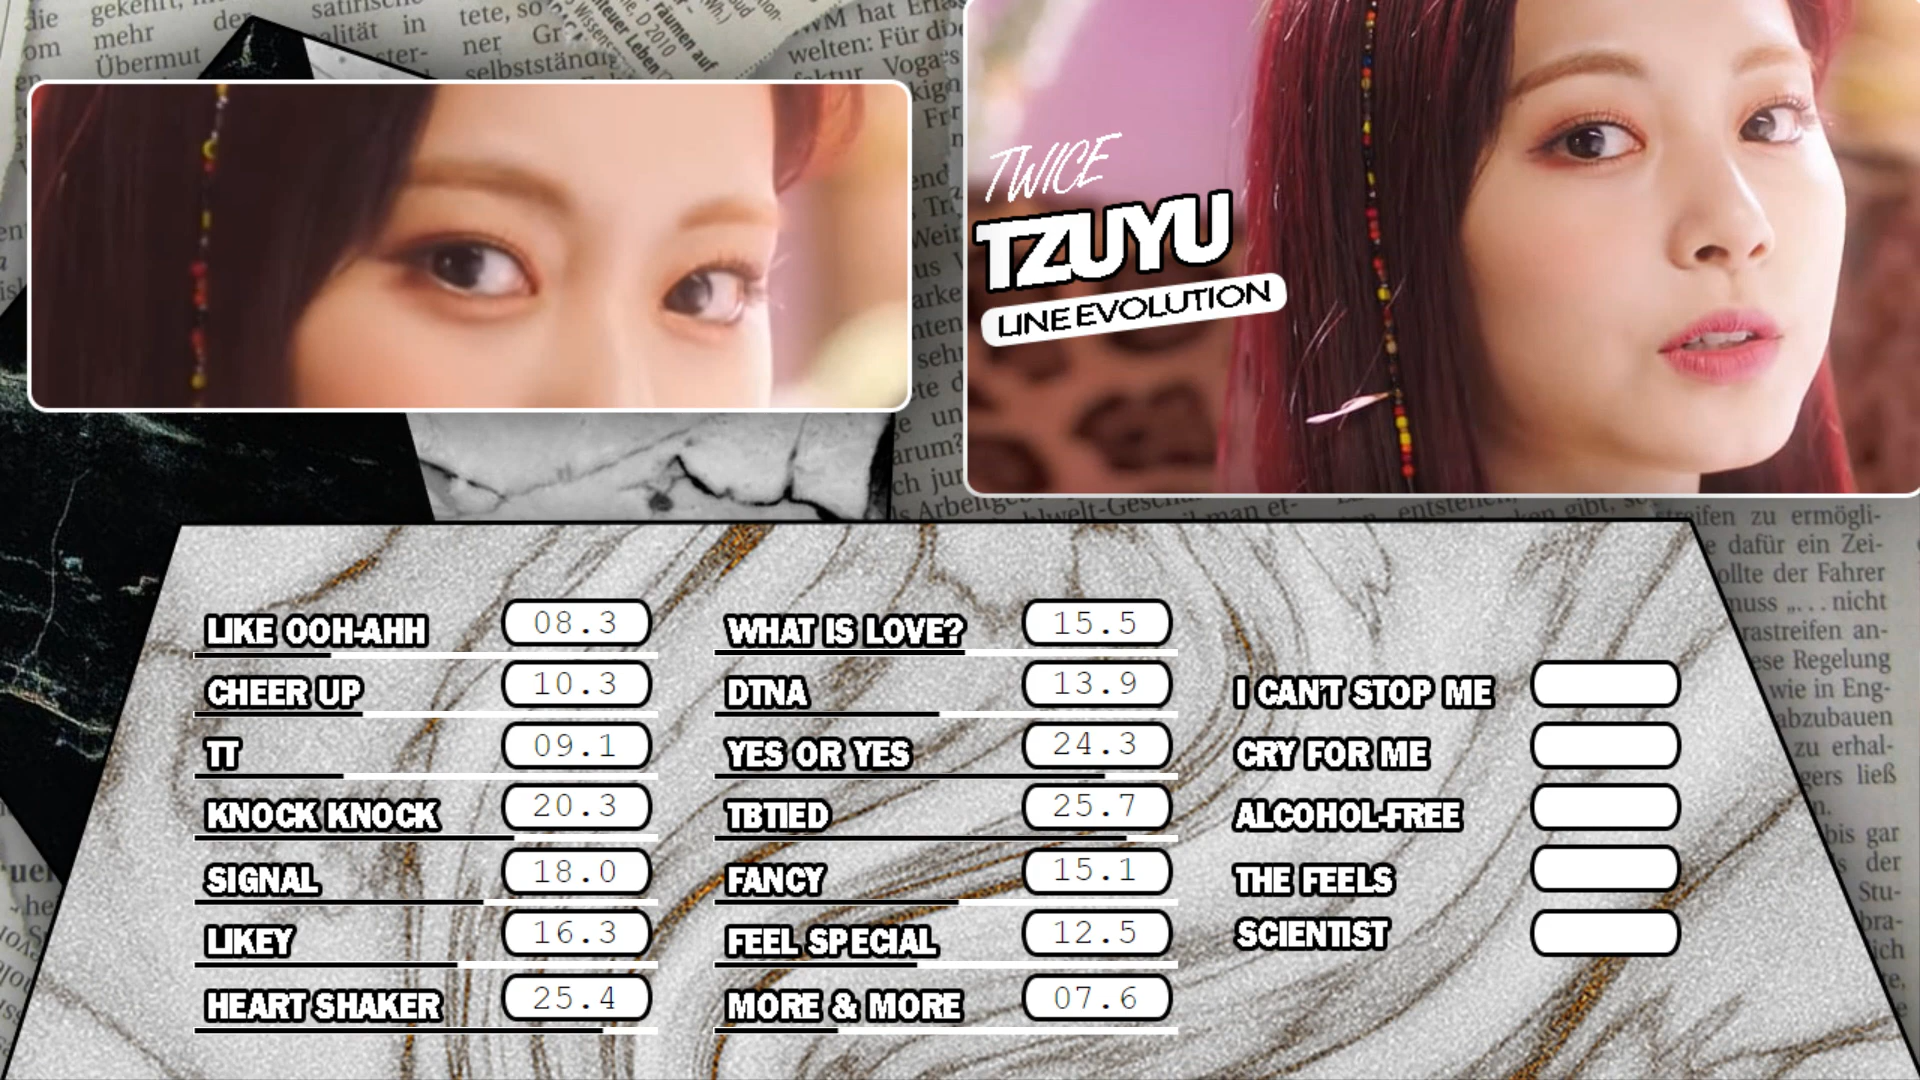 TWICE
TZUYU
LINE EVOLUTION
LIKE OOH-AHH 08.3
CHEER UP 10.3
TT 09.1
KNOCK KNOCK 20.3
SIGNAL 18.0
LIKEY 16.3
HEART SHAKER 25.4
WHAT IS LOVE? 15.5
DTNA 13.9
YES OR YES 24.3
TBTIED 25.7
FANCY 15.1
FEEL SPECIAL 12.5
MORE & MORE 07.6
I CAN'T STOP ME
CRY FOR ME
ALCOHOL-FREE
THE FEELS
SCIENTIST